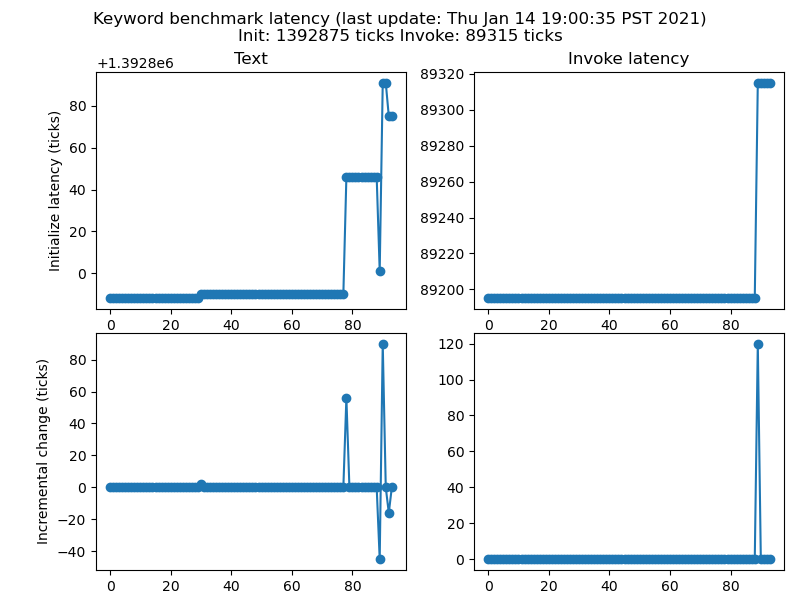 Keyword benchmark latency (last update: Thu Jan 14 19:00:35 PST 2021)
Init: 1392875 ticks Invoke: 89315 ticks
Text
+1.3928e6
Initialize latency (ticks)
80
60
40
20
0
0 20 40 60 80
Invoke latency
89320
89300
89280
89260
89240
89220
89200
0 20 40 60 80
Incremental change (ticks)
80
60
40
20
0
−20
−40
0 20 40 60 80
120
100
80
60
40
20
0
0 20 40 60 80